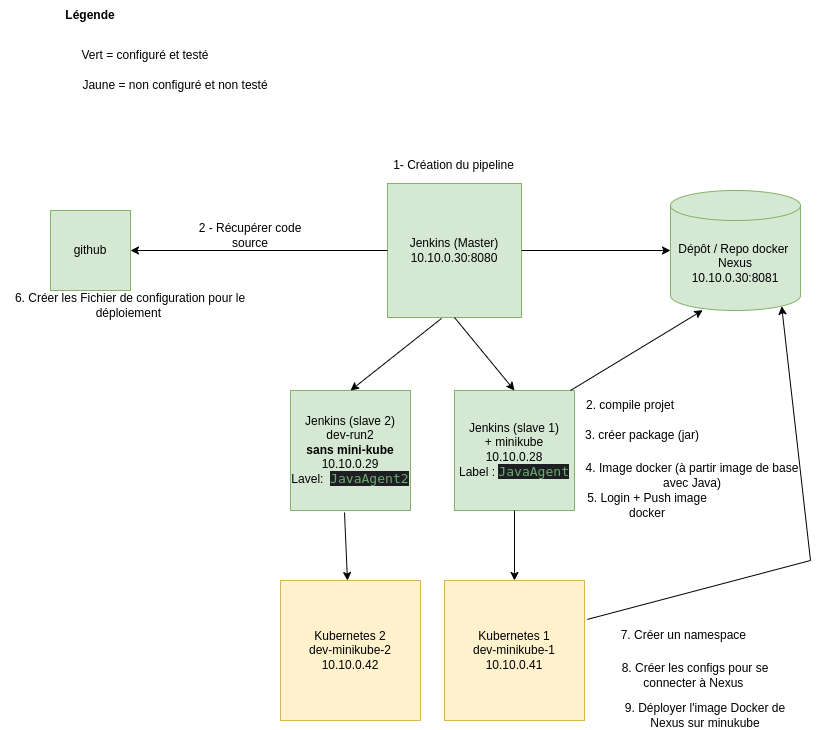 Légende
Vert = configuré et testé
Jaune = non configuré et non testé
1- Création du pipeline
2 - Récupérer code
source
github
Jenkins (Master)
10.10.0.30:8080
Dépôt / Repo docker
Nexus
10.10.0.30:8081
6. Créer les Fichier de configuration pour le
déploiement
Jenkins (slave 2)
dev-run2
sans mini-kube
10.10.0.29
Lavel: JavaAgent2
Jenkins (slave 1)
+ minikube
10.10.0.28
Label : JavaAgent
2. compile projet
3. créer package (jar)
4. Image docker (à partir image de base
avec Java)
5. Login + Push image
docker
Kubernetes 2
dev-minikube-2
10.10.0.42
Kubernetes 1
dev-minikube-1
10.10.0.41
7. Créer un namespace
8. Créer les configs pour se
connecter à Nexus
9. Déployer l'image Docker de
Nexus sur minukube